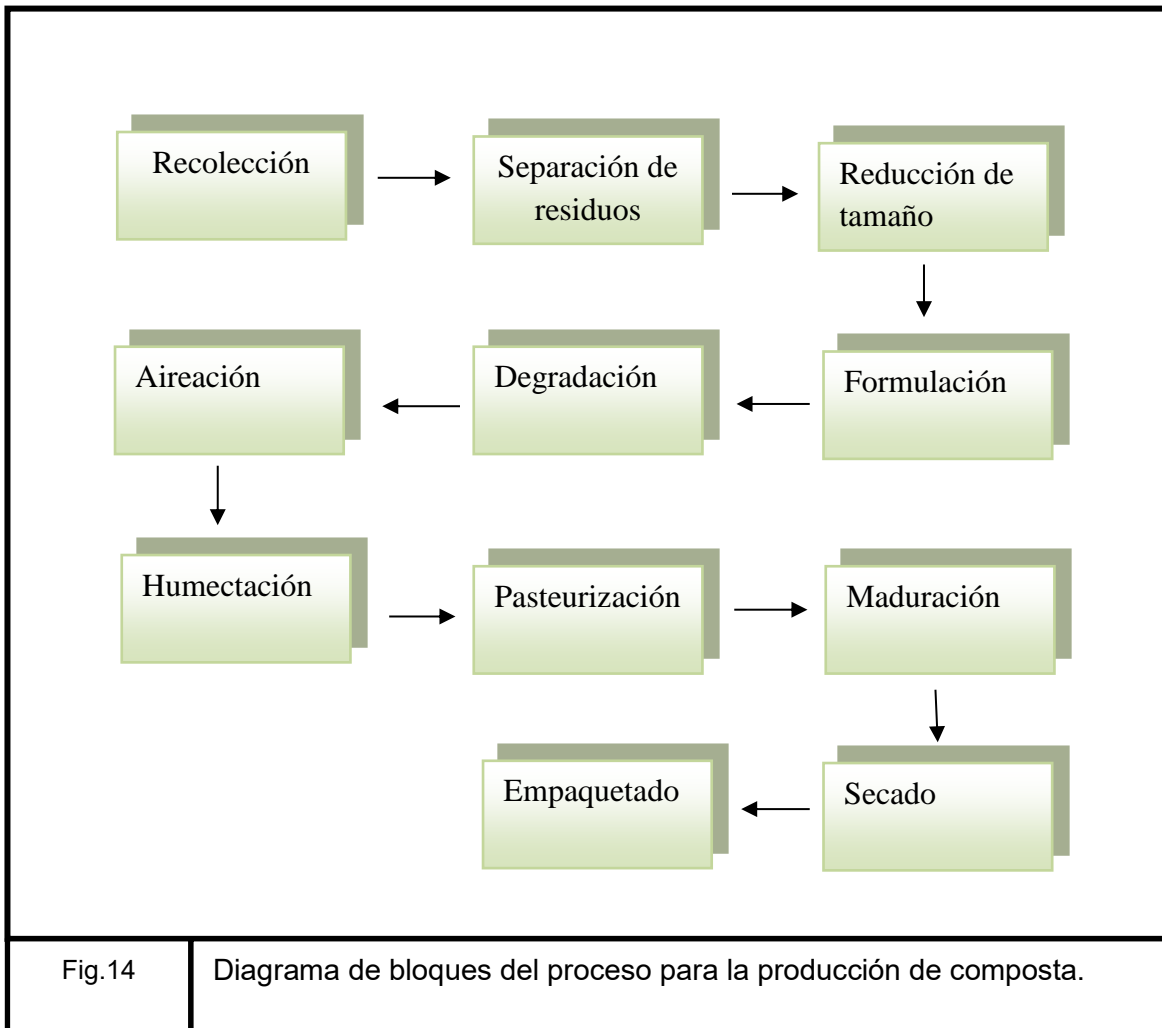 Recolección
Separación de
residuos
Reducción de
tamaño
Aireación
Degradación
Formulación
Humectación
Pasteurización
Maduración
Empaquetado
Secado
Fig.14
Diagrama de bloques del proceso para la producción de composta.